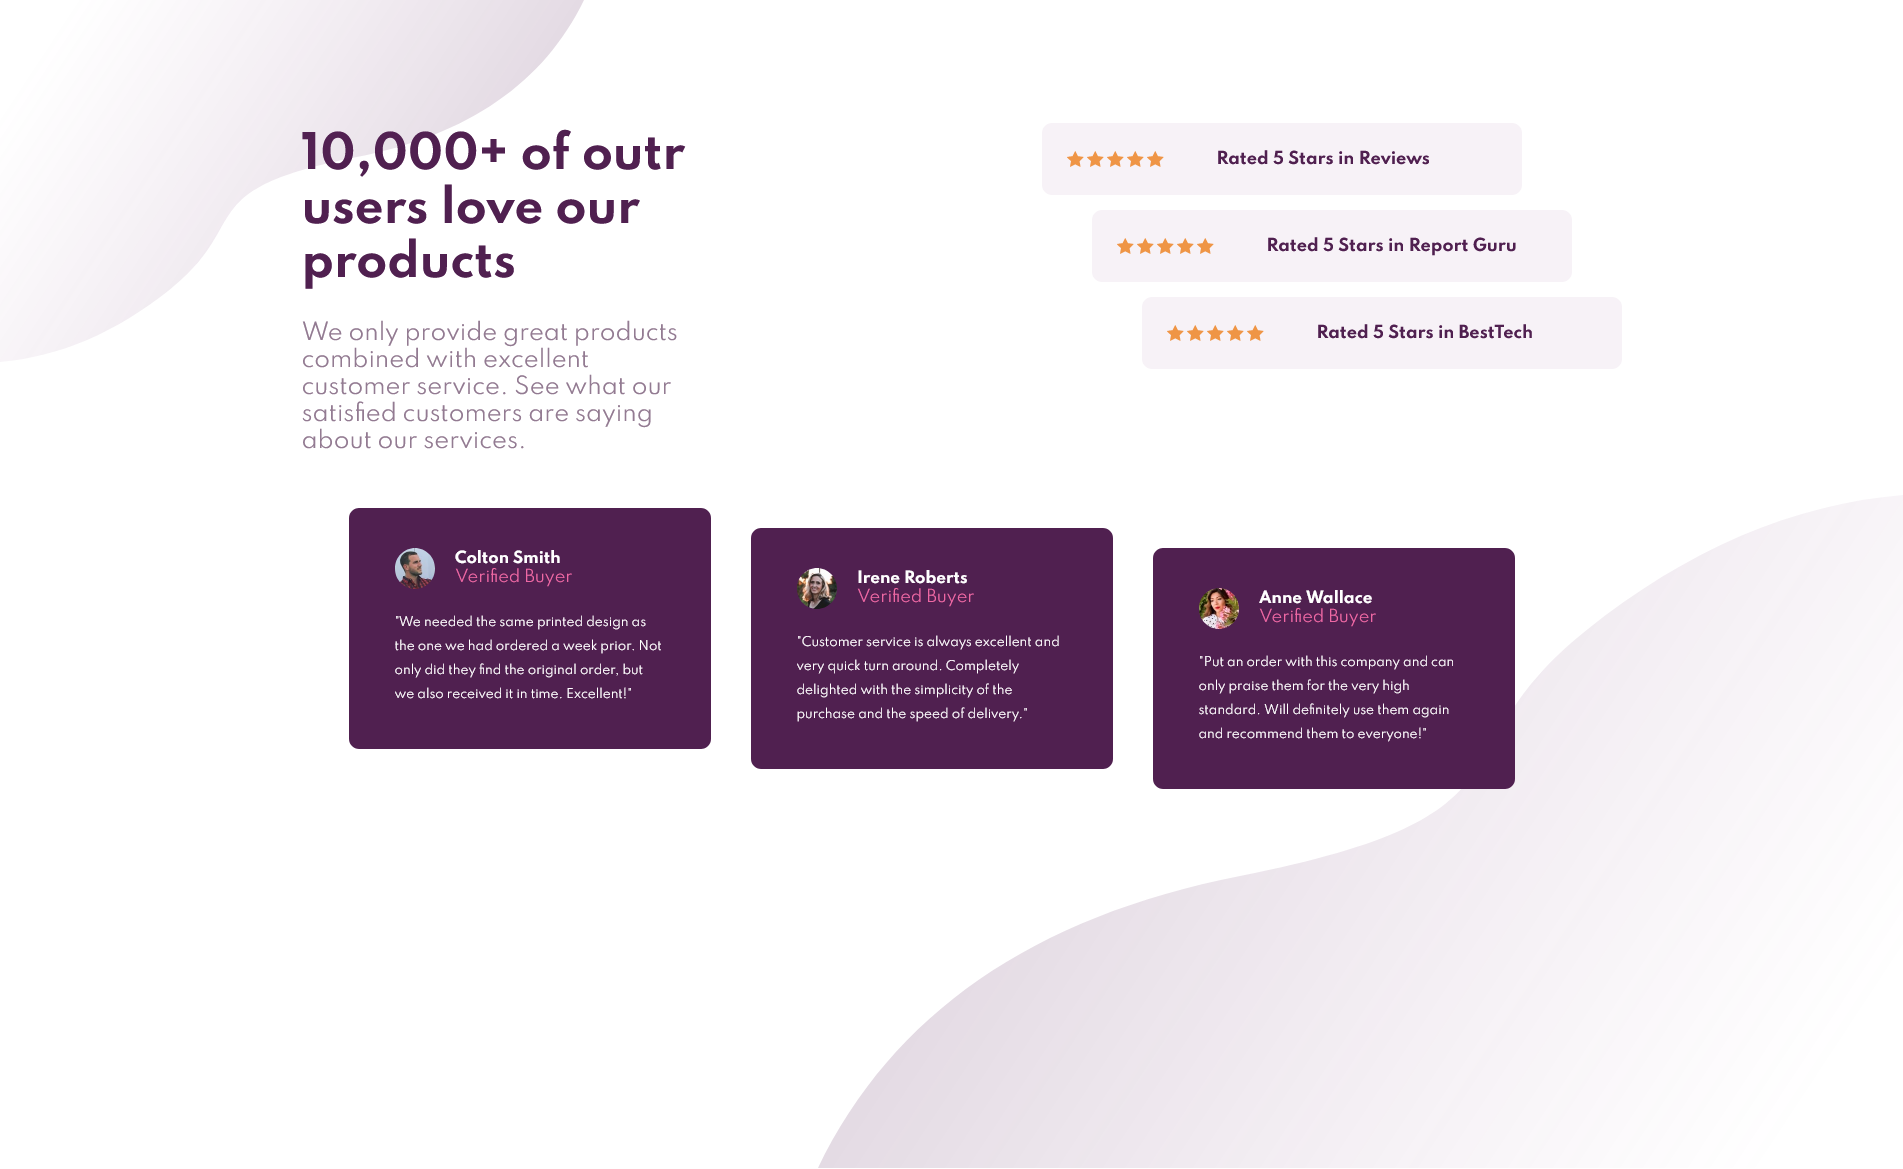 10,000+ of outr
users love our
products
We only provide great products
combined with excellent
customer service. See what our
satisfied customers are saying
about our services.
Rated 5 Stars in Reviews
Rated 5 Stars in Report Guru
Rated 5 Stars in BestTech
Colton Smith
Verified Buyer
"We needed the same printed design as
the one we had ordered a week prior. Not
only did they find the original order, but
we also received it in time. Excellent!"
Irene Roberts
Verified Buyer
"Customer service is always excellent and
very quick turn around. Completely
delighted with the simplicity of the
purchase and the speed of delivery."
Anne Wallace
Verified Buyer
"Put an order with this company and can
only praise them for the very high
standard. Will definitely use them again
and recommend them to everyone!"